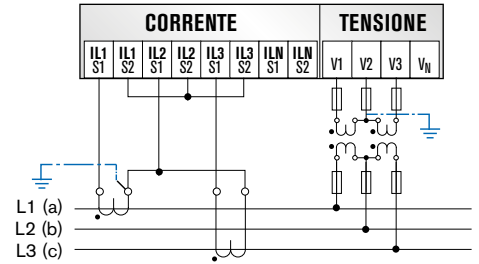 CORRENTE TENSIONE
IL1 IL1 IL2 IL2 IL3 IL3 ILN ILN
S1 S2 S1 S2 S1 S2 S1 S2 V1 V2 V3 VN
L1 (a)
L2 (b)
L3 (c)